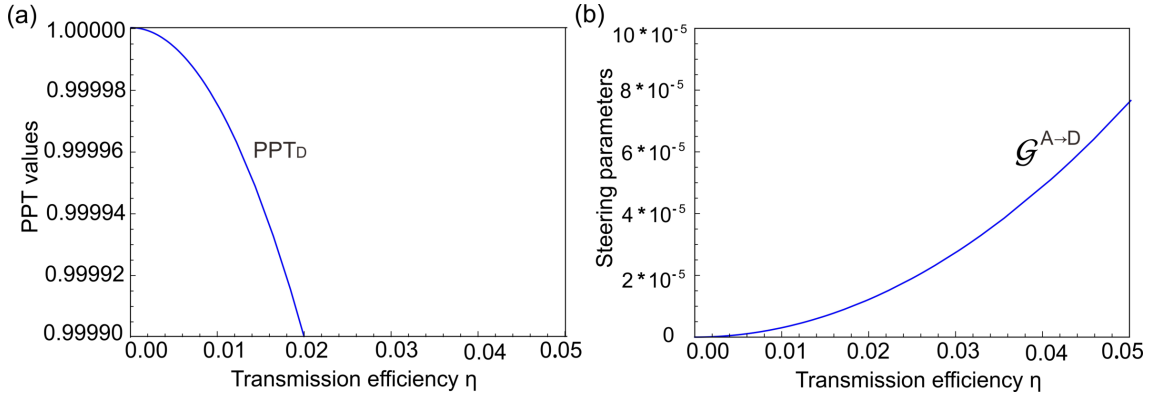 (a)
PPT values
1.00000
0.99998
0.99996
0.99994
0.99992
0.99990
PPTD
0.00 0.01 0.02 0.03 0.04 0.05
Transmission efficiency η
(b)
Steering parameters
10*10⁻⁵
8*10⁻⁵
6*10⁻⁵
4*10⁻⁵
2*10⁻⁵
0
𝒢 A→D
0.00 0.01 0.02 0.03 0.04 0.05
Transmission efficiency η